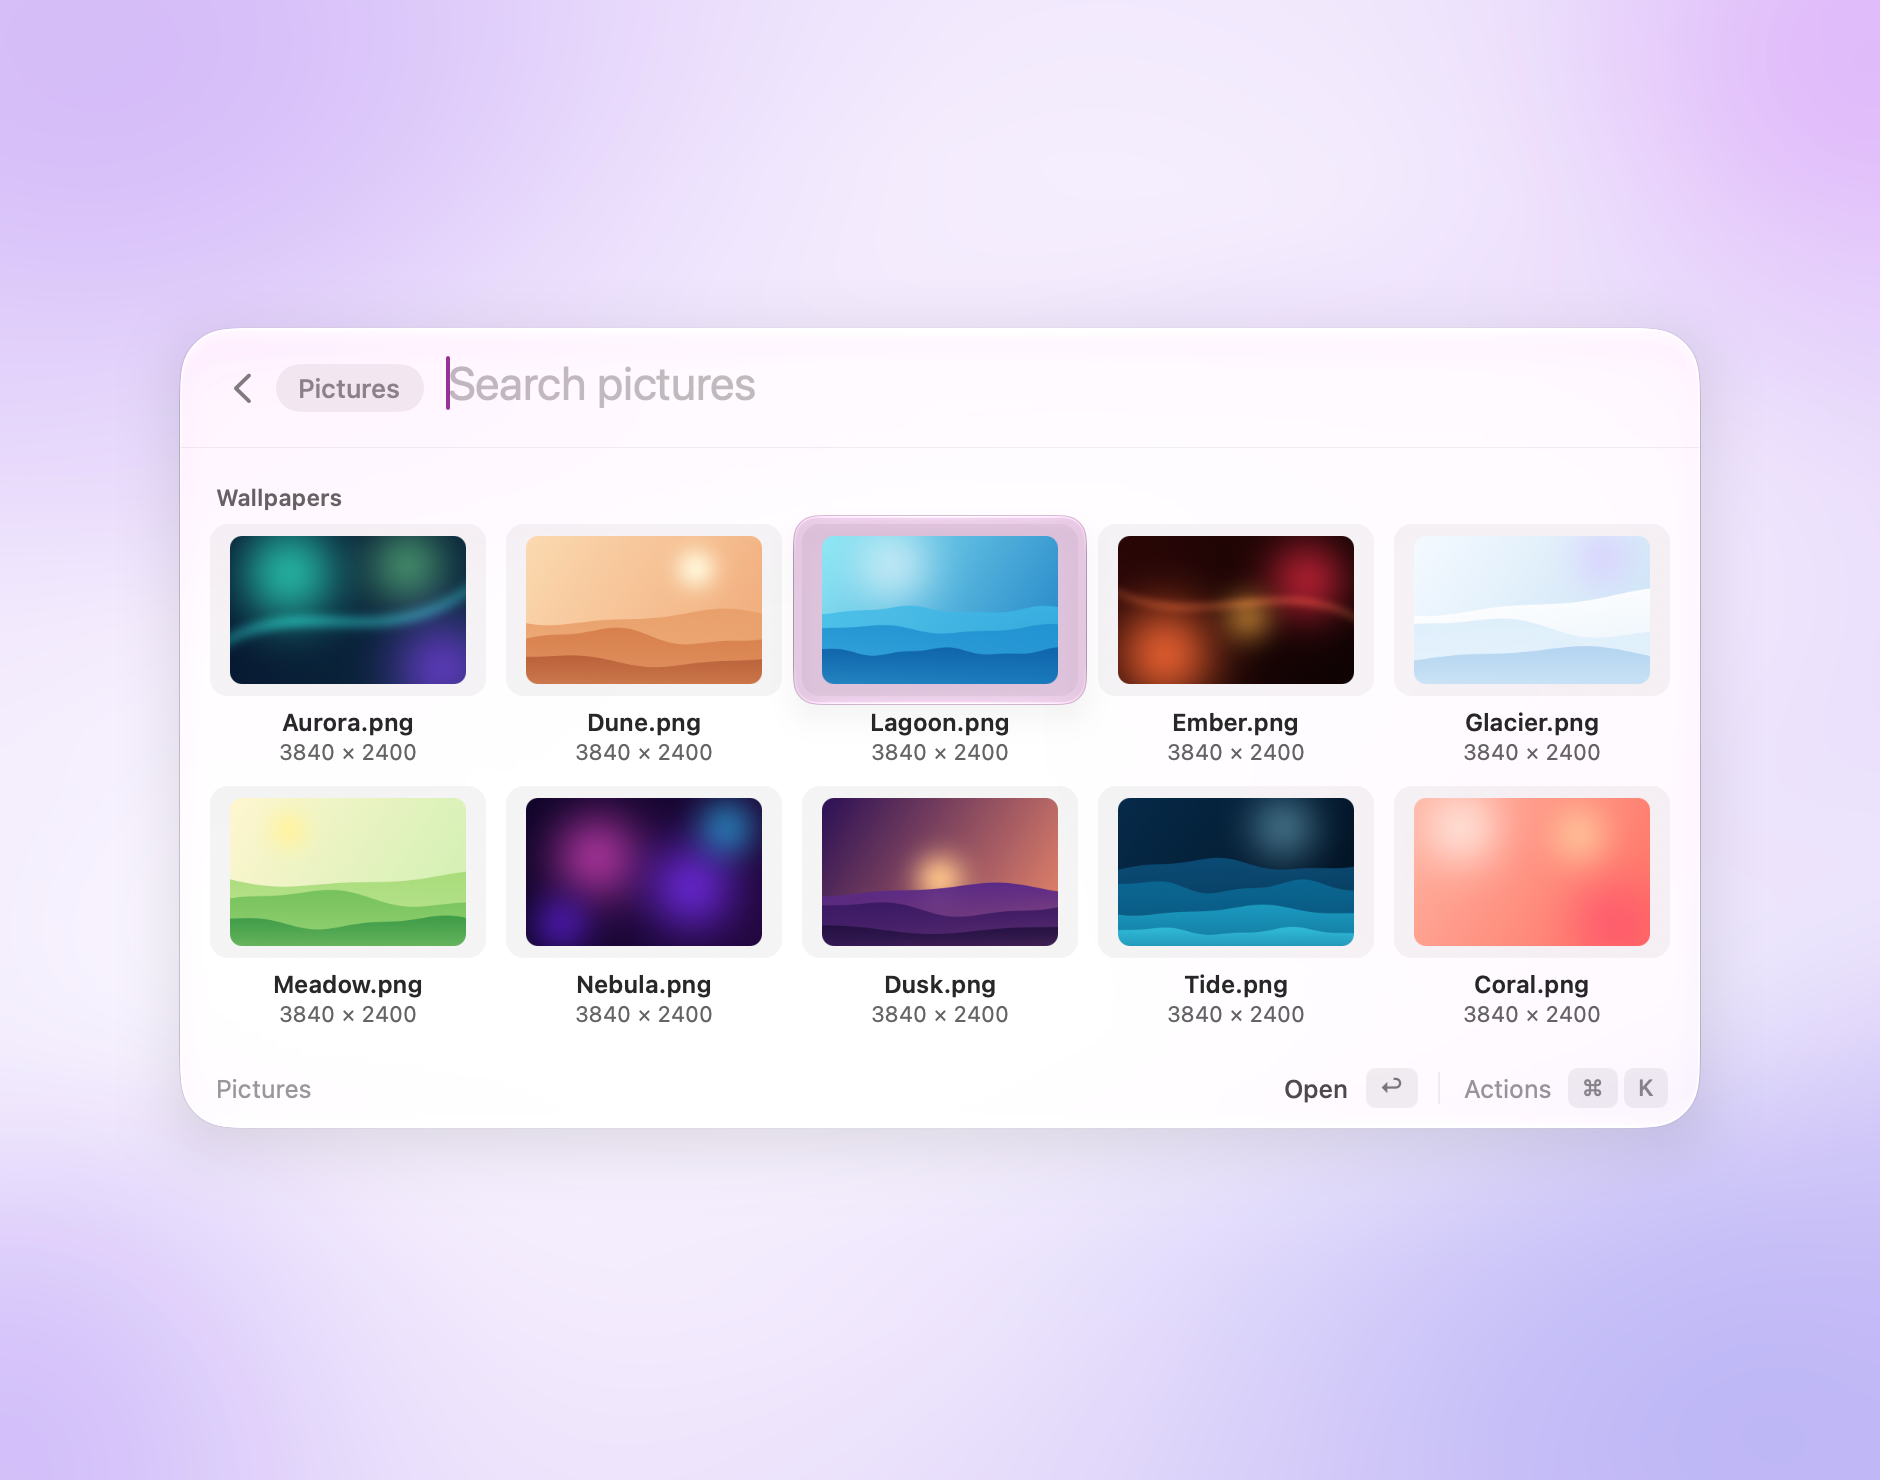 Pictures
Search pictures
Wallpapers
Aurora.png
3840 × 2400
Dune.png
3840 × 2400
Lagoon.png
3840 × 2400
Ember.png
3840 × 2400
Glacier.png
3840 × 2400
Meadow.png
3840 × 2400
Nebula.png
3840 × 2400
Dusk.png
3840 × 2400
Tide.png
3840 × 2400
Coral.png
3840 × 2400
Pictures
Open ↩
Actions ⌘ K